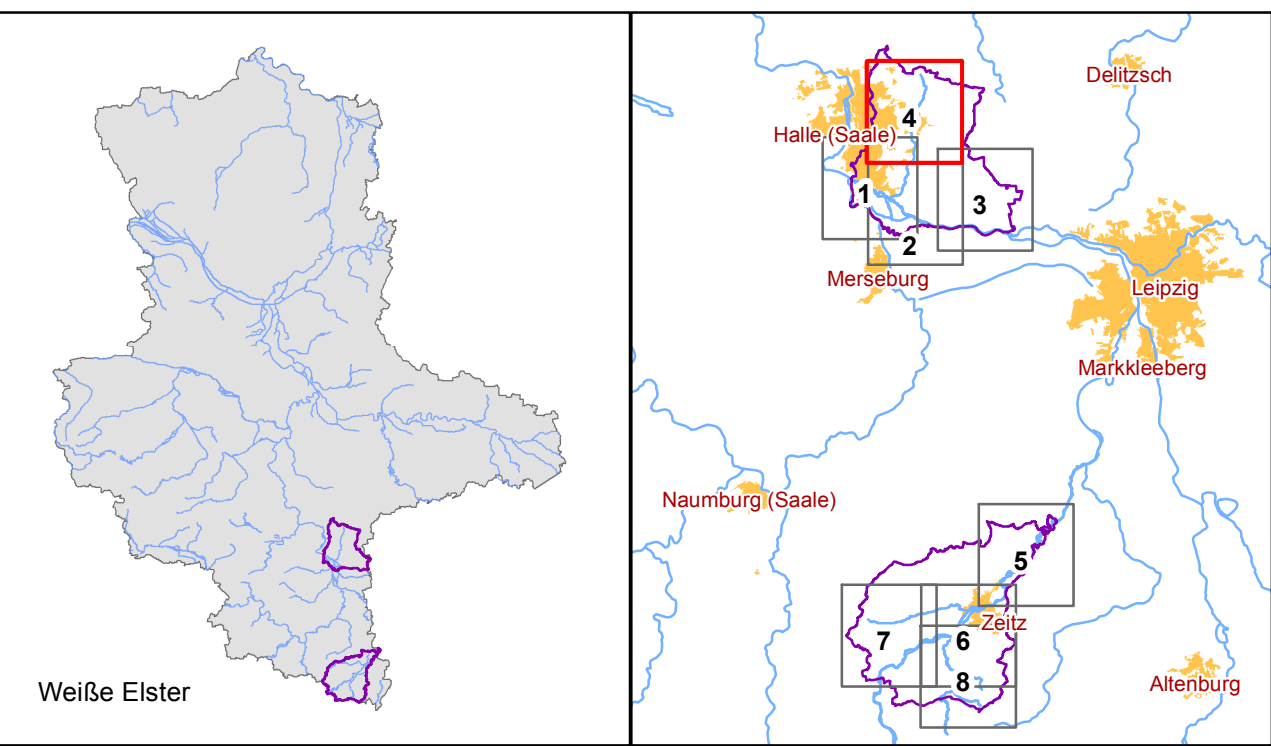 Weiße Elster
Delitzsch
4
Halle (Saale)
1
3
2
Merseburg
Leipzig
Markkleeberg
Naumburg (Saale)
5
Zeitz
7
6
8
Altenburg